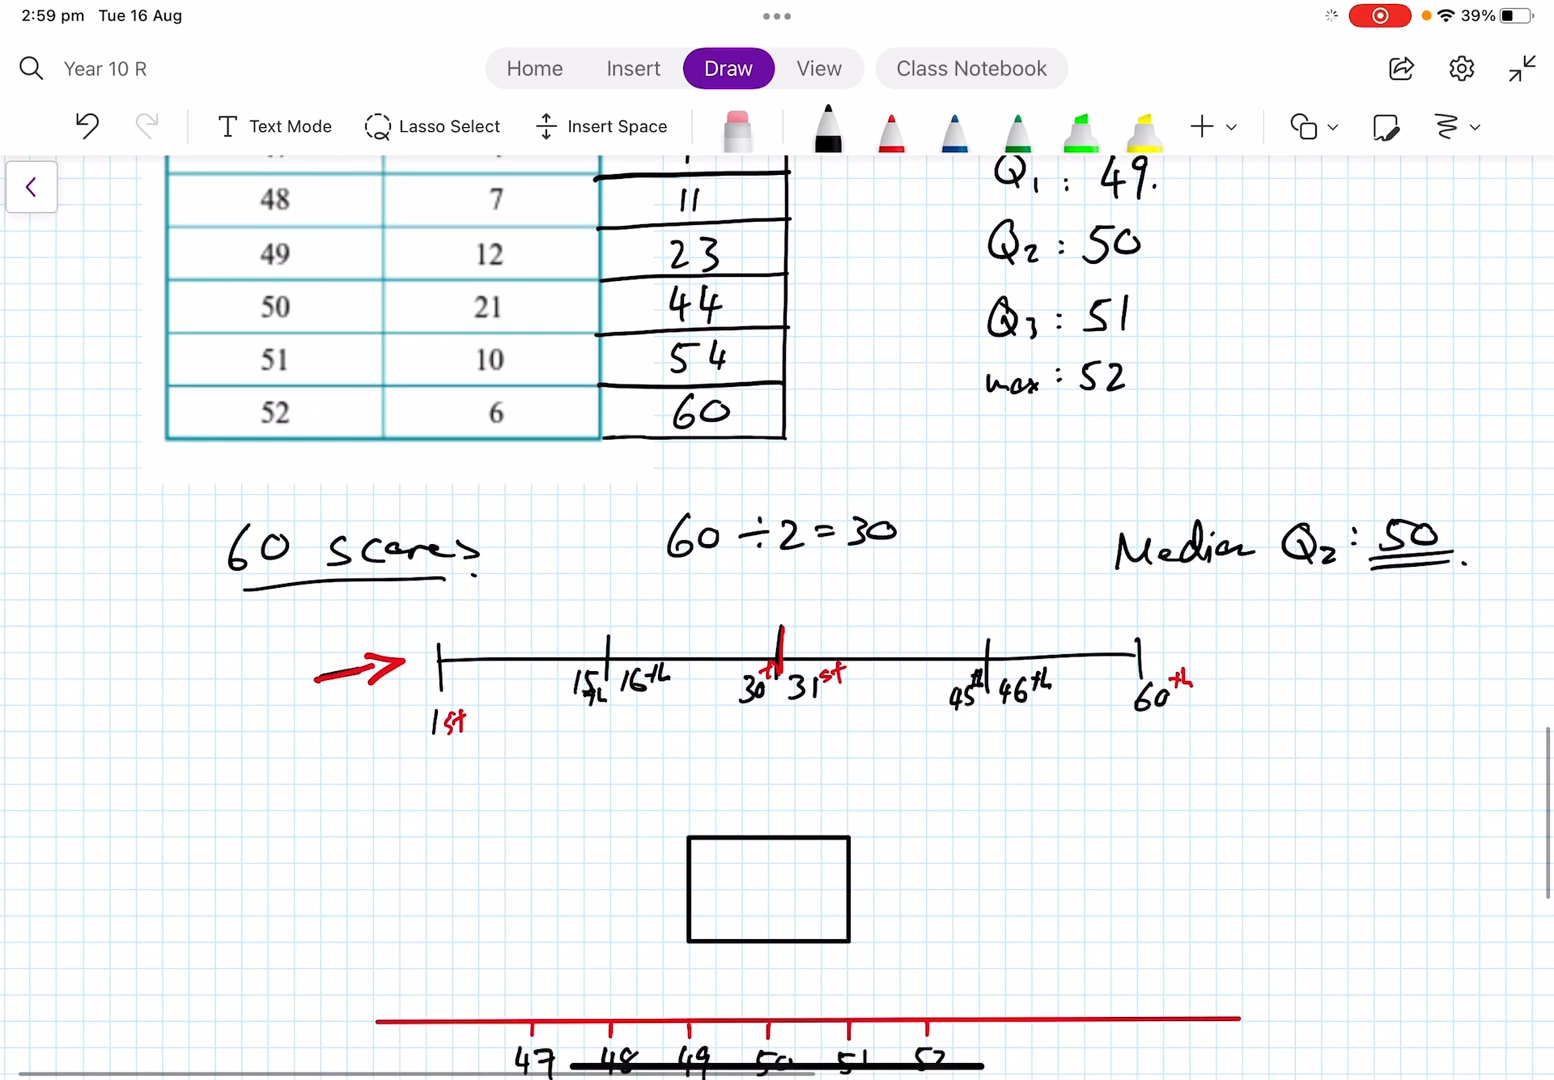 2:59 pm Tue 16 Aug
39%
Year 10 R
Home Insert Draw View Class Notebook
Text Mode Lasso Select Insert Space
48 7 11
49 12 23
50 21 44
51 10 54
52 6 60
Q1 : 49.
Q2 : 50
Q3 : 51
max : 52
60 scores.
60 ÷ 2 = 30
Median Q2 : 50.
1st 15th 16th 30th 31st 45th 46th 60th
47 48 49 50 51 52